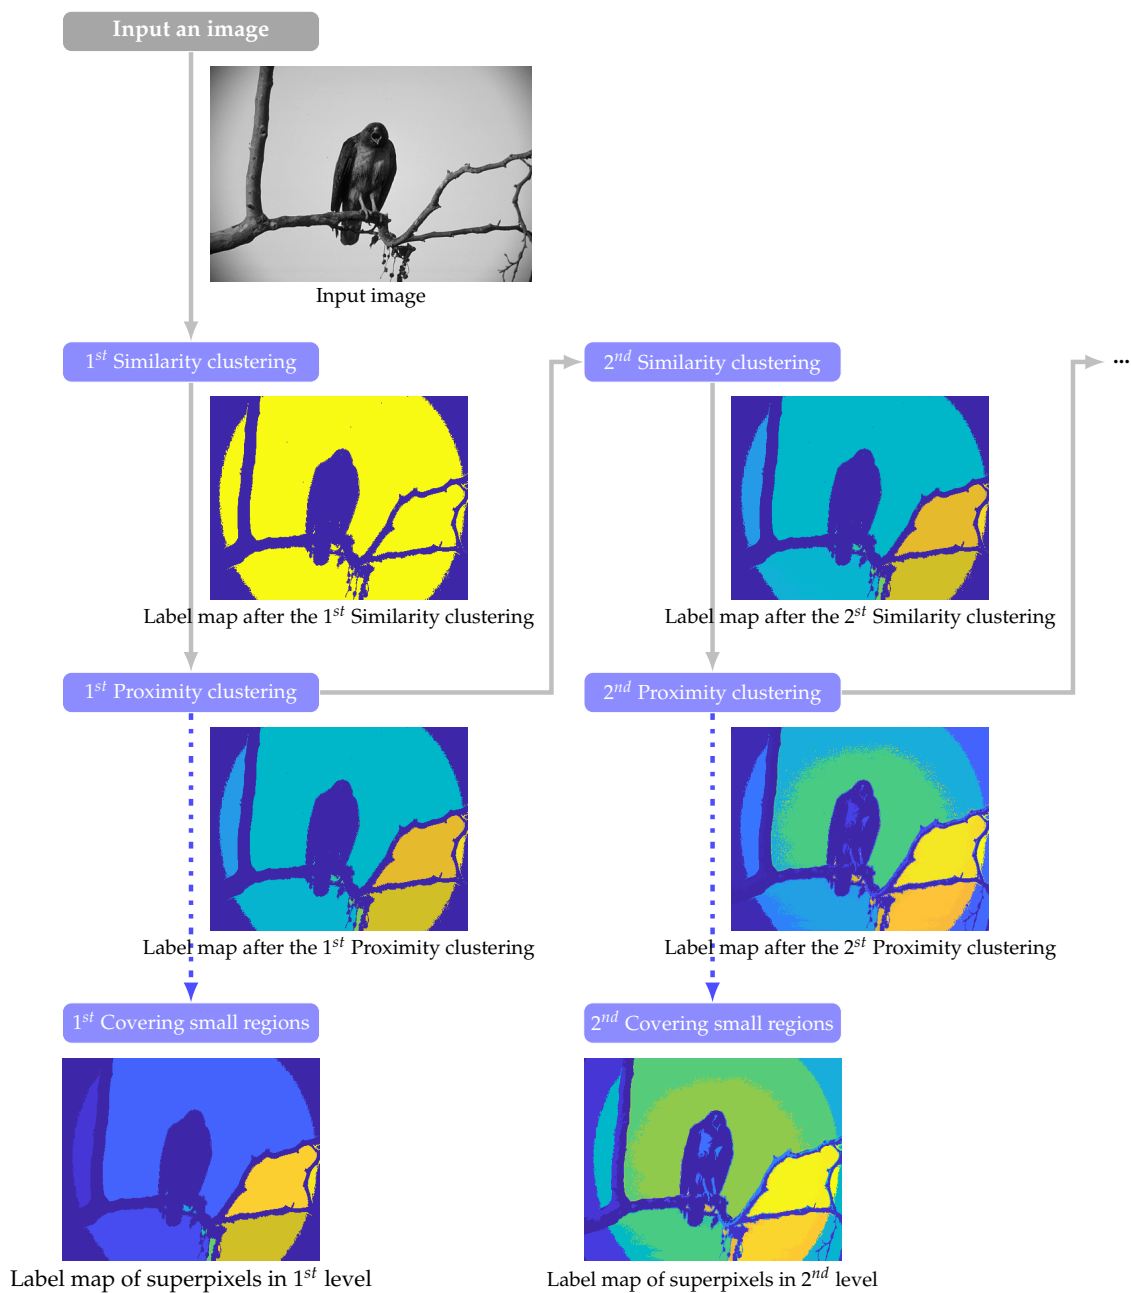 Input an image
Input image
1st Similarity clustering
2nd Similarity clustering
...
Label map after the 1st Similarity clustering
Label map after the 2st Similarity clustering
1st Proximity clustering
2nd Proximity clustering
Label map after the 1st Proximity clustering
Label map after the 2st Proximity clustering
1st Covering small regions
2nd Covering small regions
Label map of superpixels in 1st level
Label map of superpixels in 2nd level